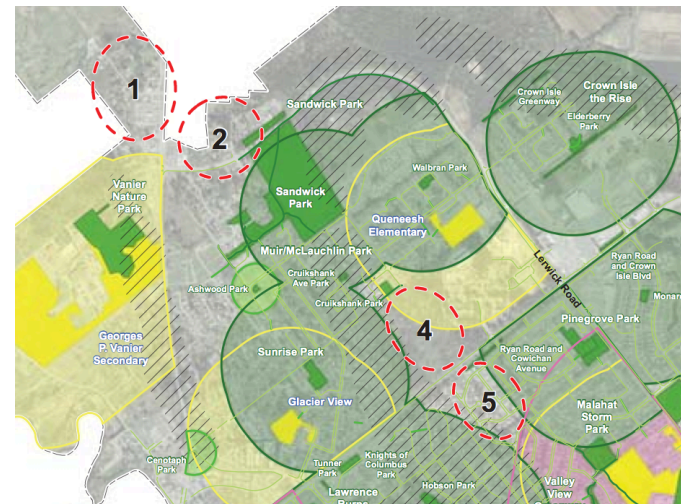 1
2
Sandwick Park
Crown Isle
Greenway
Crown Isle
the Rise
Elderberry
Park
Vanier
Nature
Park
Sandwick
Park
Walbran Park
Queneesh
Elementary
Muir/McLauchlin Park
Lerwick Road
Ryan Road
and Crown
Isle Blvd
Ashwood Park
Cruikshank
Ave Park
Cruikshank Park
Monar
4
Pinegrove Park
Georges
P. Vanier
Secondary
Sunrise Park
Ryan Road and
Cowichan
Avenue
5
Glacier View
Malahat
Storm
Park
Cenotaph
Park
Tunner
Park
Knights of
Columbus
Park
Hobson Park
Valley
View
Lawrence
Burns